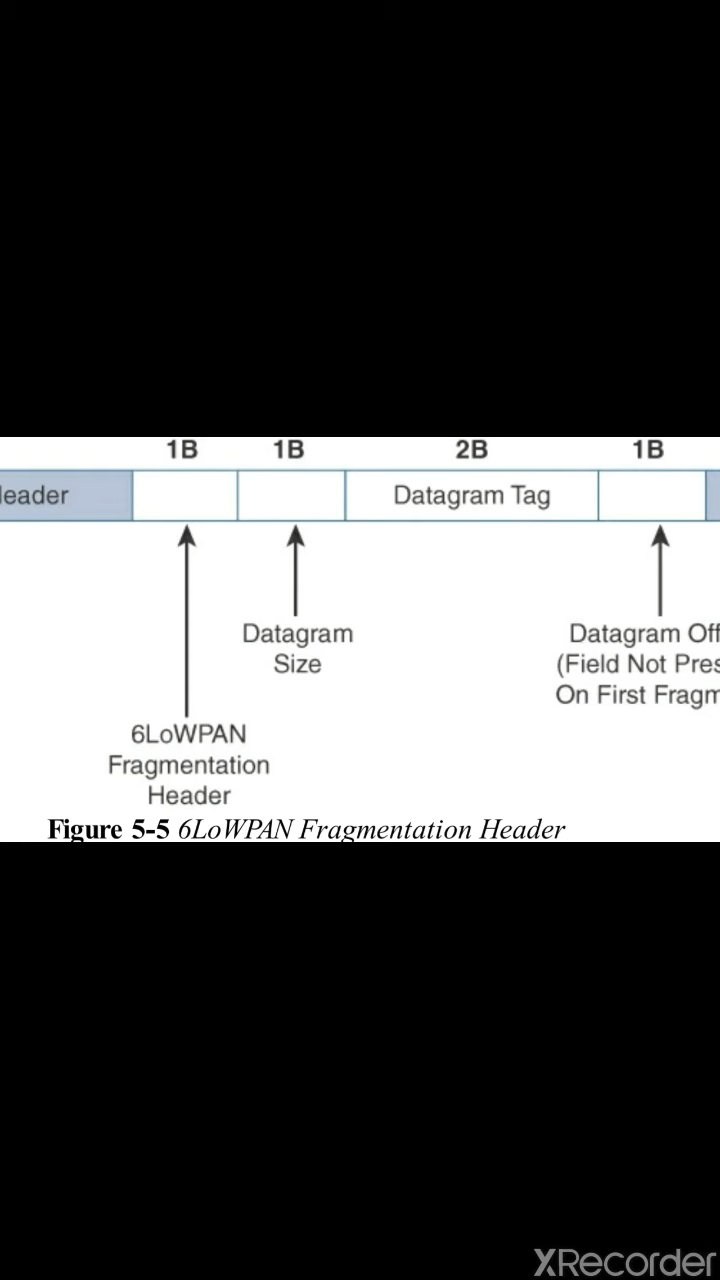 1B 1B 2B 1B
leader Datagram Tag
Datagram
Size
Datagram Off
(Field Not Pres
On First Fragm
6LoWPAN
Fragmentation
Header
Figure 5-5 6LoWPAN Fragmentation Header
XRecorder